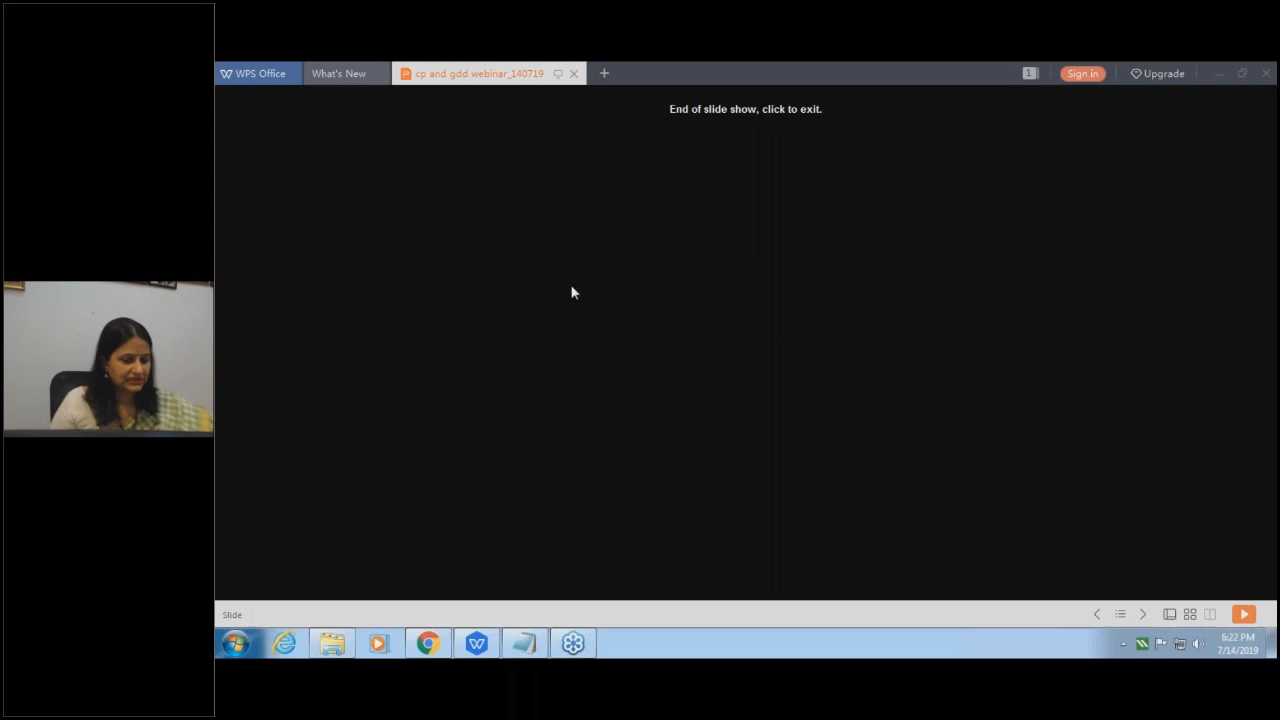 WPS Office
What's New
cp and gdd webinar_140719
1
Sign in
Upgrade
End of slide show, click to exit.
Slide
6:22 PM
7/14/2019